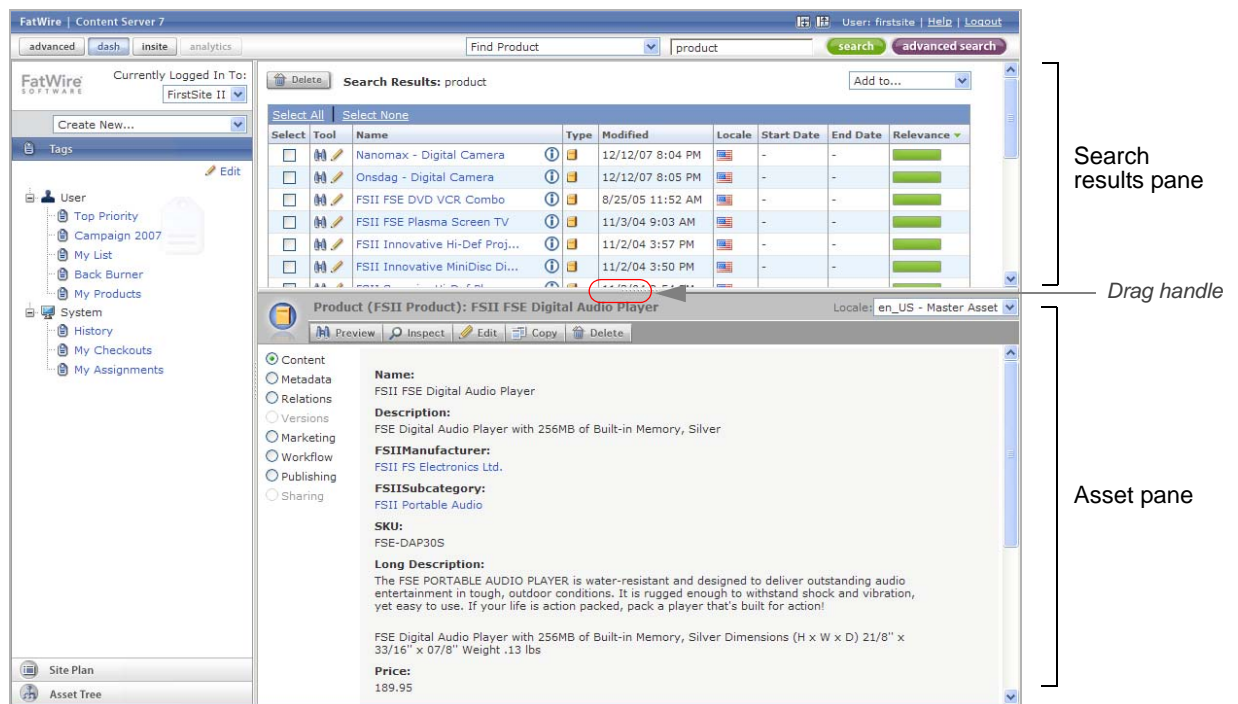 FatWire | Content Server 7
User: firstsite | Help | Logout
advanced dash insite analytics
Find Product
product
search
advanced search
FatWire
SOFTWARE
Currently Logged In To:
FirstSite II
Create New...
Tags
Edit
User
Top Priority
Campaign 2007
My List
Back Burner
My Products
System
History
My Checkouts
My Assignments
Site Plan
Asset Tree
Delete
Search Results: product
Add to...
Select All | Select None
Select Tool Name Type Modified Locale Start Date End Date Relevance
Nanomax - Digital Camera 12/12/07 8:04 PM - -
Onsdag - Digital Camera 12/12/07 8:05 PM - -
FSII FSE DVD VCR Combo 8/25/05 11:52 AM - -
FSII FSE Plasma Screen TV 11/3/04 9:03 AM - -
FSII Innovative Hi-Def Proj... 11/2/04 3:57 PM - -
FSII Innovative MiniDisc Di... 11/2/04 3:50 PM - -
Product (FSII Product): FSII FSE Digital Audio Player
Locale: en_US - Master Asset
Preview Inspect Edit Copy Delete
Content
Metadata
Relations
Versions
Marketing
Workflow
Publishing
Sharing
Name:
FSII FSE Digital Audio Player
Description:
FSE Digital Audio Player with 256MB of Built-in Memory, Silver
FSIIManufacturer:
FSII FS Electronics Ltd.
FSIISubcategory:
FSII Portable Audio
SKU:
FSE-DAP30S
Long Description:
The FSE PORTABLE AUDIO PLAYER is water-resistant and designed to deliver outstanding audio
entertainment in tough, outdoor conditions. It is rugged enough to withstand shock and vibration,
yet easy to use. If your life is action packed, pack a player that's built for action!
FSE Digital Audio Player with 256MB of Built-in Memory, Silver Dimensions (H x W x D) 21/8" x
33/16" x 07/8" Weight .13 lbs
Price:
189.95
Search
results pane
Drag handle
Asset pane